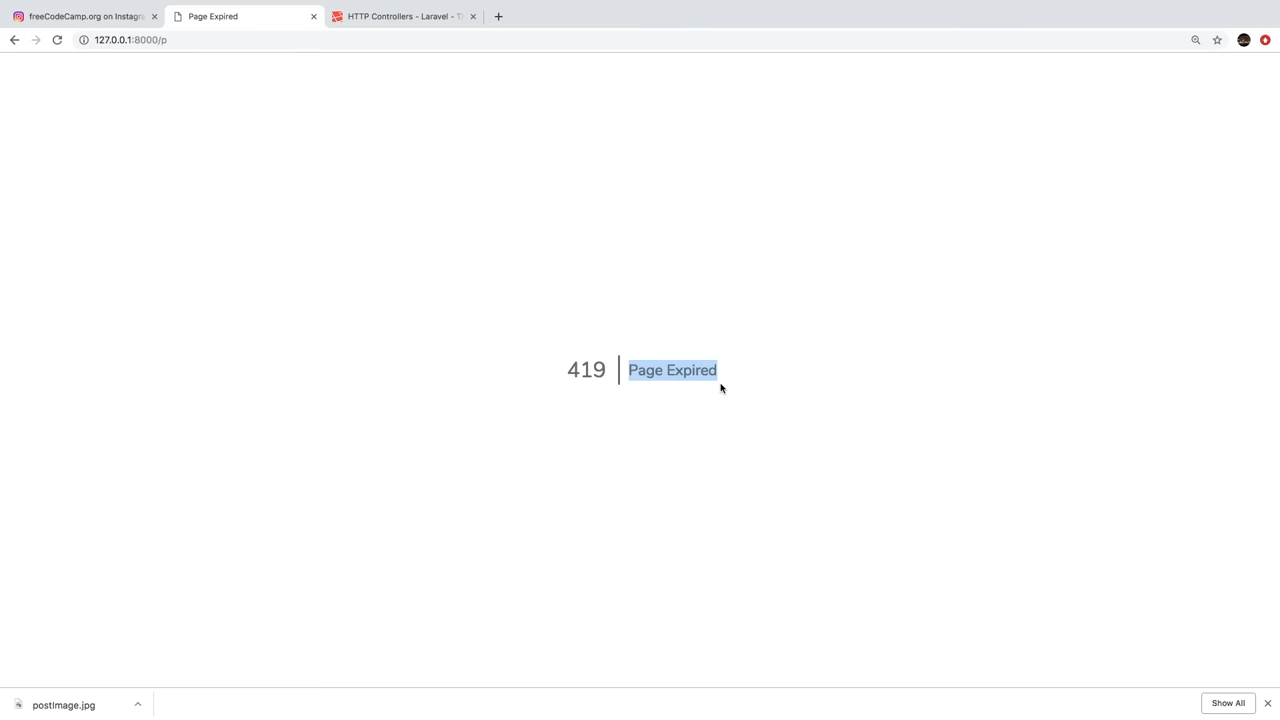 freeCodeCamp.org on Instagra
Page Expired
HTTP Controllers - Laravel - Th
127.0.0.1:8000/p
419
Page Expired
postImage.jpg
Show All